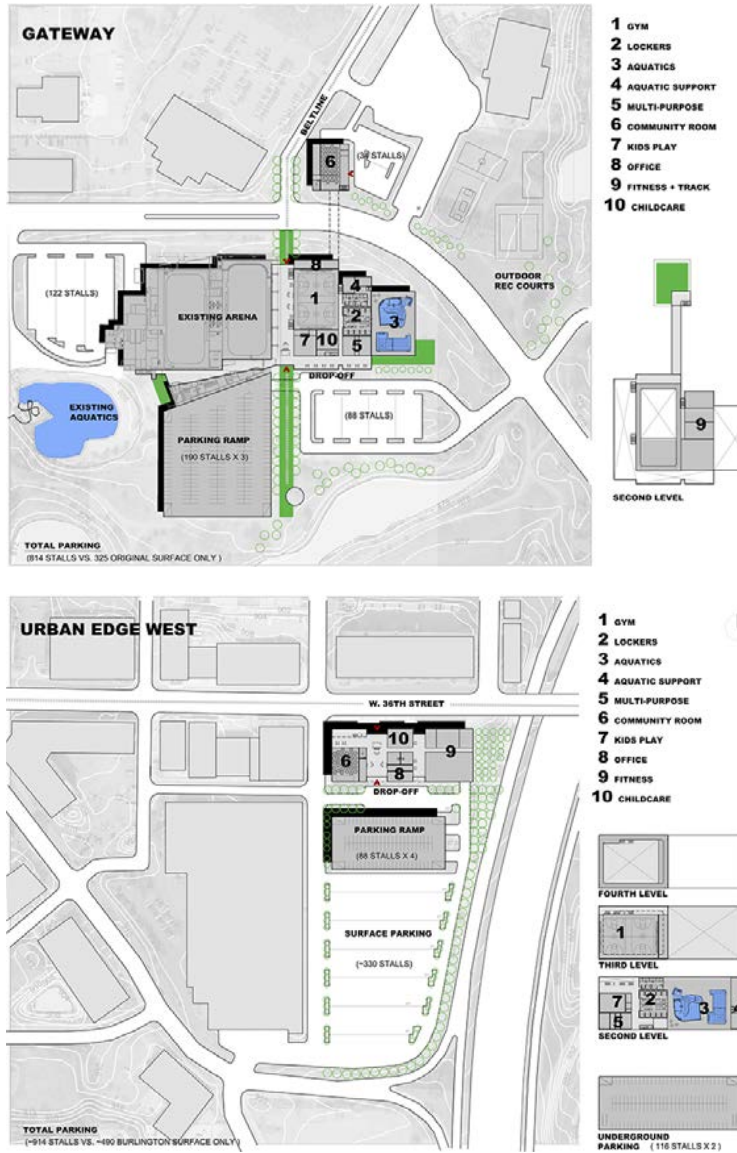 GATEWAY
BELTLINE
6
8
4
1
2
3
7
10
5
(122 STALLS)
EXISTING ARENA
OUTDOOR
REC COURTS
DROP-OFF
(88 STALLS)
EXISTING
AQUATICS
PARKING RAMP
(190 STALLS X 3)
TOTAL PARKING
(814 STALLS VS. 325 ORIGINAL SURFACE ONLY )
1 GYM
2 LOCKERS
3 AQUATICS
4 AQUATIC SUPPORT
5 MULTI-PURPOSE
6 COMMUNITY ROOM
7 KIDS PLAY
8 OFFICE
9 FITNESS + TRACK
10 CHILDCARE
9
SECOND LEVEL
URBAN EDGE WEST
W. 36TH STREET
10
9
6
8
DROP-OFF
PARKING RAMP
(88 STALLS X 4)
SURFACE PARKING
(~330 STALLS)
TOTAL PARKING
(~914 STALLS VS. ~490 BURLINGTON SURFACE ONLY )
1 GYM
2 LOCKERS
3 AQUATICS
4 AQUATIC SUPPORT
5 MULTI-PURPOSE
6 COMMUNITY ROOM
7 KIDS PLAY
8 OFFICE
9 FITNESS
10 CHILDCARE
FOURTH LEVEL
1
THIRD LEVEL
7
2
3
5
SECOND LEVEL
UNDERGROUND
PARKING ( 116 STALLS X 2 )